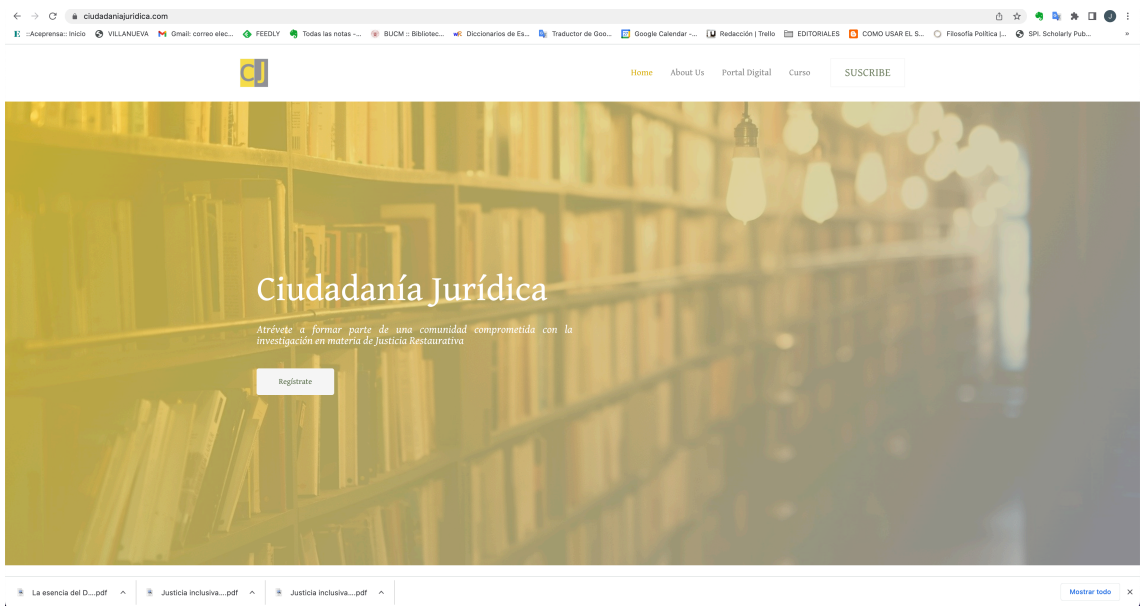 ciudadaniajuridica.com
::Aceprensa:: Inicio VILLANUEVA Gmail: correo elec... FEEDLY Todas las notas -... BUCM :: Bibliotec... Diccionarios de Es... Traductor de Goo... Google Calendar -... Redacción | Trello EDITORIALES COMO USAR EL S... Filosofía Política |... SPI. Scholarly Pub... »
CJ
Home About Us Portal Digital Curso SUSCRIBE
Ciudadanía Jurídica
Atrévete a formar parte de una comunidad comprometida con la
investigación en materia de Justicia Restaurativa
Regístrate
La esencia del D....pdf Justicia inclusiva....pdf Justicia inclusiva....pdf Mostrar todo